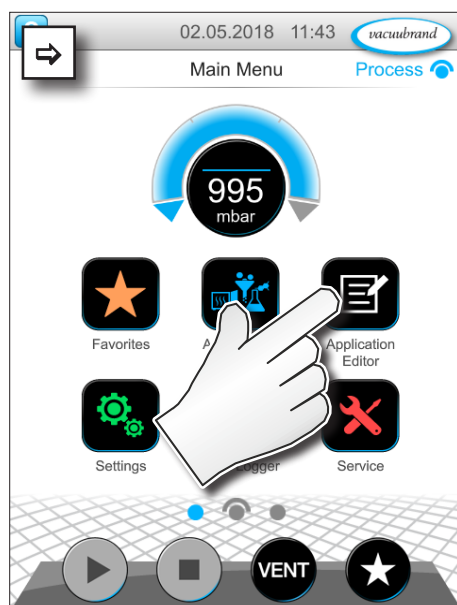 02.05.2018 11:43 vacuubrand
Main Menu Process
995
mbar
Favorites
Application
Editor
Settings
Service
VENT